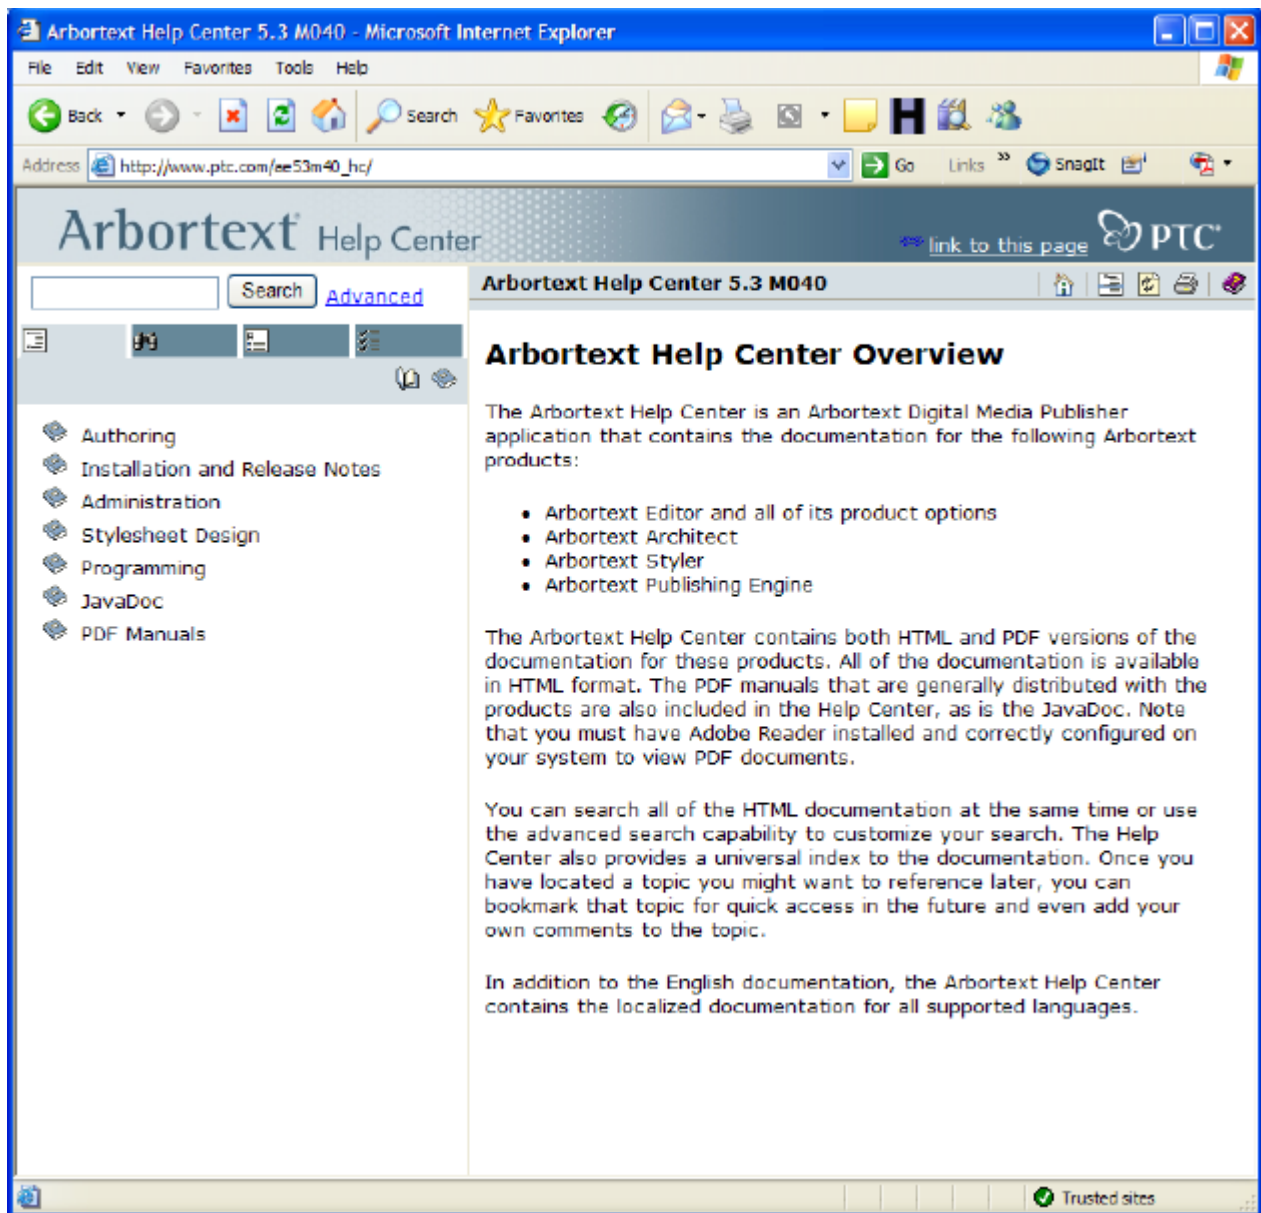 Arbortext Help Center 5.3 M040 - Microsoft Internet Explorer
File Edit View Favorites Tools Help
Back Search Favorites
Address http://www.ptc.com/ee53m40_hc/ Go Links » SnagIt
Arbortext Help Center link to this page PTC
Search Advanced
Arbortext Help Center 5.3 M040
Authoring
Installation and Release Notes
Administration
Stylesheet Design
Programming
JavaDoc
PDF Manuals
Arbortext Help Center Overview
The Arbortext Help Center is an Arbortext Digital Media Publisher
application that contains the documentation for the following Arbortext
products:
• Arbortext Editor and all of its product options
• Arbortext Architect
• Arbortext Styler
• Arbortext Publishing Engine
The Arbortext Help Center contains both HTML and PDF versions of the
documentation for these products. All of the documentation is available
in HTML format. The PDF manuals that are generally distributed with the
products are also included in the Help Center, as is the JavaDoc. Note
that you must have Adobe Reader installed and correctly configured on
your system to view PDF documents.
You can search all of the HTML documentation at the same time or use
the advanced search capability to customize your search. The Help
Center also provides a universal index to the documentation. Once you
have located a topic you might want to reference later, you can
bookmark that topic for quick access in the future and even add your
own comments to the topic.
In addition to the English documentation, the Arbortext Help Center
contains the localized documentation for all supported languages.
Trusted sites